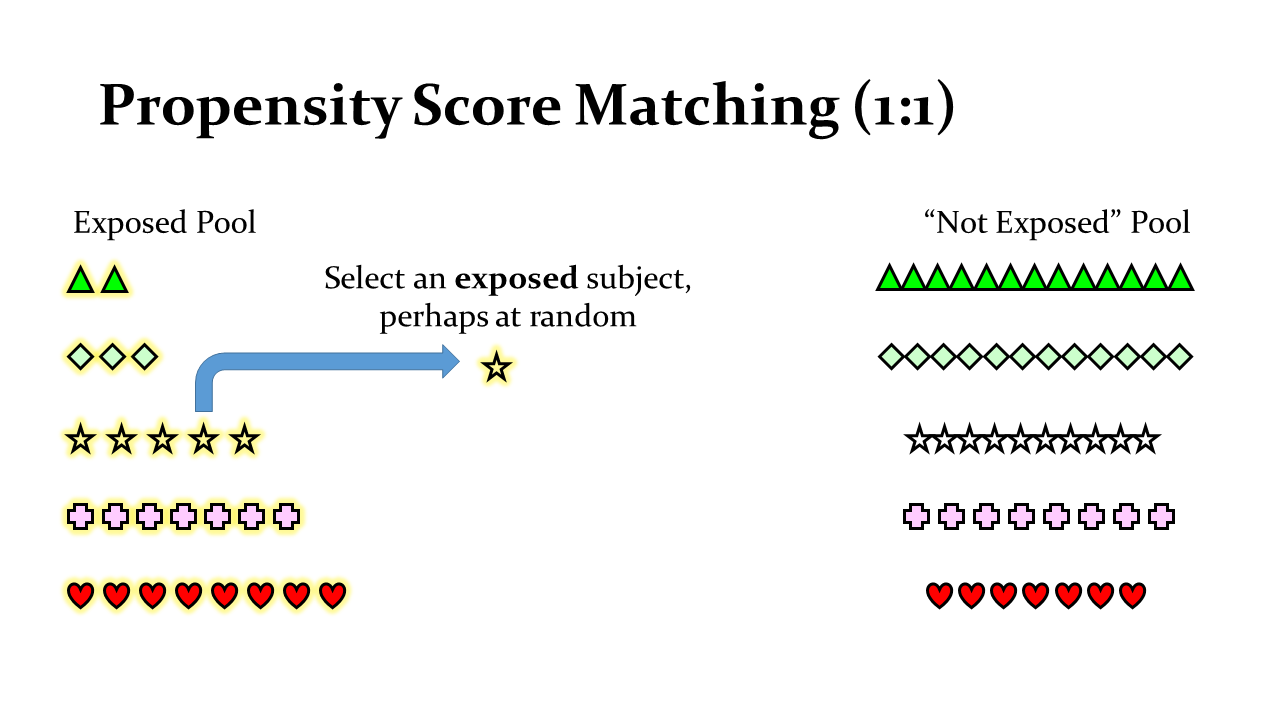 Propensity Score Matching (1:1)
Exposed Pool
“Not Exposed” Pool
Select an exposed subject,
perhaps at random